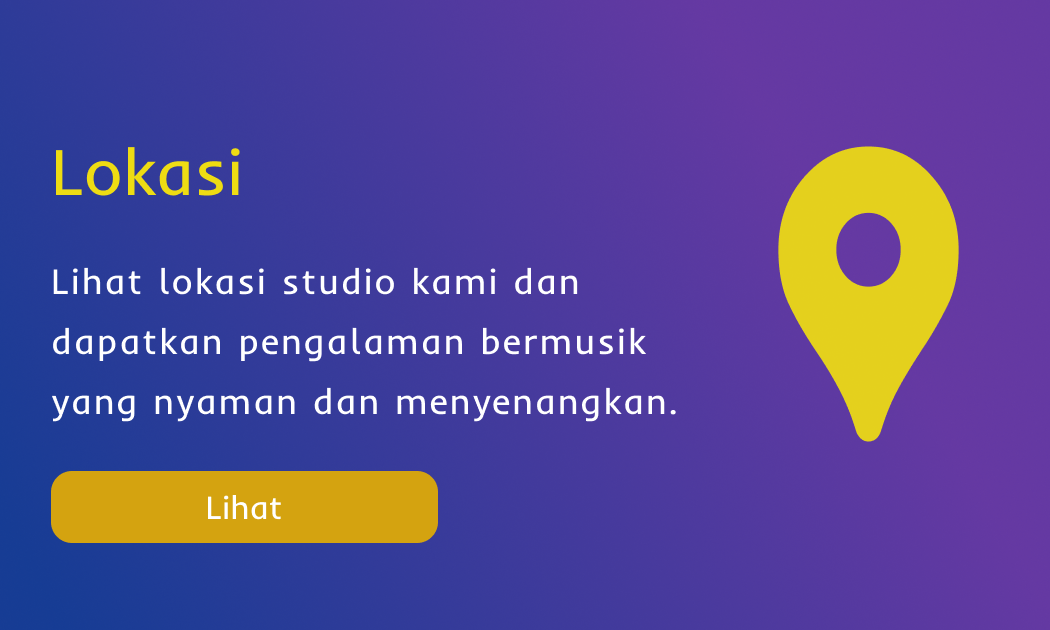 Lokasi
Lihat lokasi studio kami dan
dapatkan pengalaman bermusik
yang nyaman dan menyenangkan.
Lihat